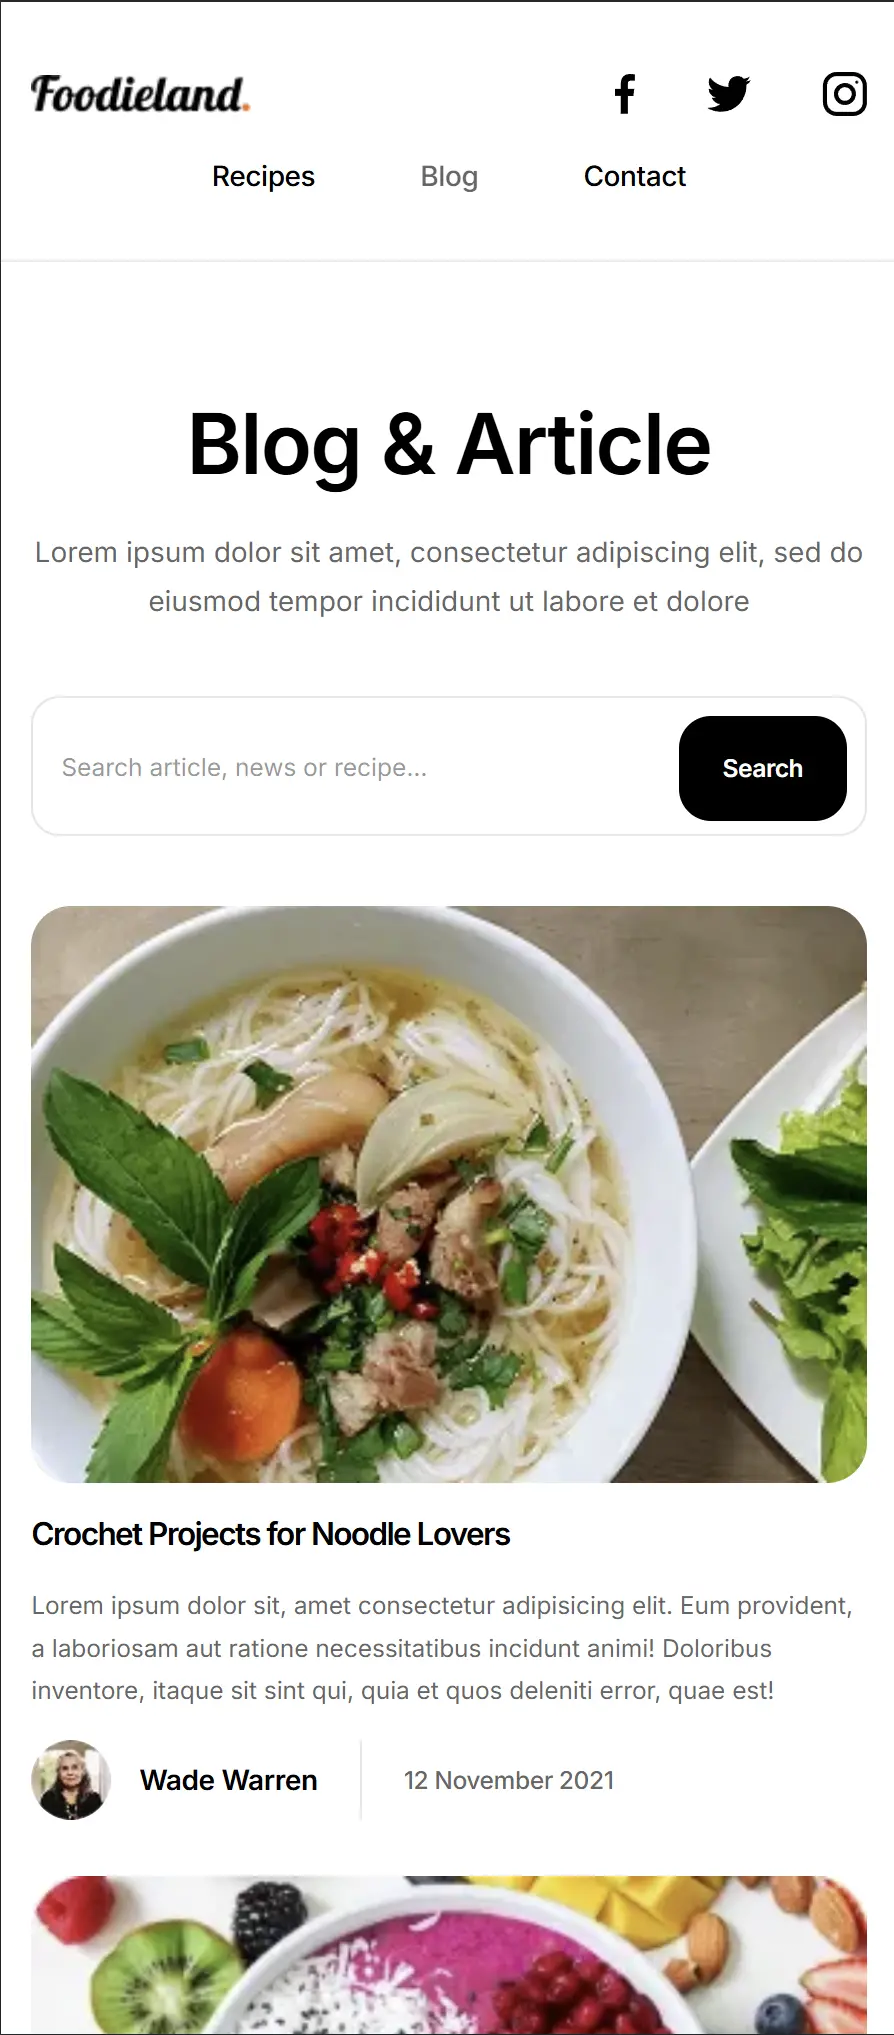 Foodieland.
Recipes
Blog
Contact
Blog & Article
Lorem ipsum dolor sit amet, consectetur adipiscing elit, sed do
eiusmod tempor incididunt ut labore et dolore
Search article, news or recipe...
Search
Crochet Projects for Noodle Lovers
Lorem ipsum dolor sit, amet consectetur adipisicing elit. Eum provident,
a laboriosam aut ratione necessitatibus incidunt animi! Doloribus
inventore, itaque sit sint qui, quia et quos deleniti error, quae est!
Wade Warren
12 November 2021